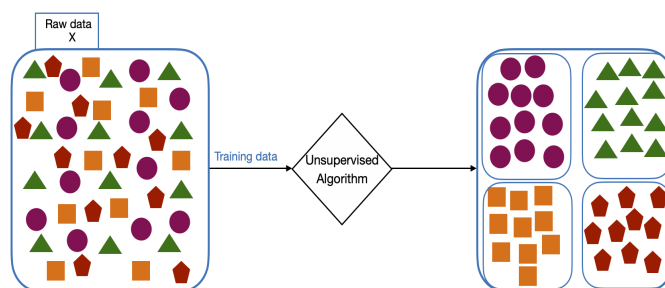 Raw data
X
Training data
Unsupervised
Algorithm